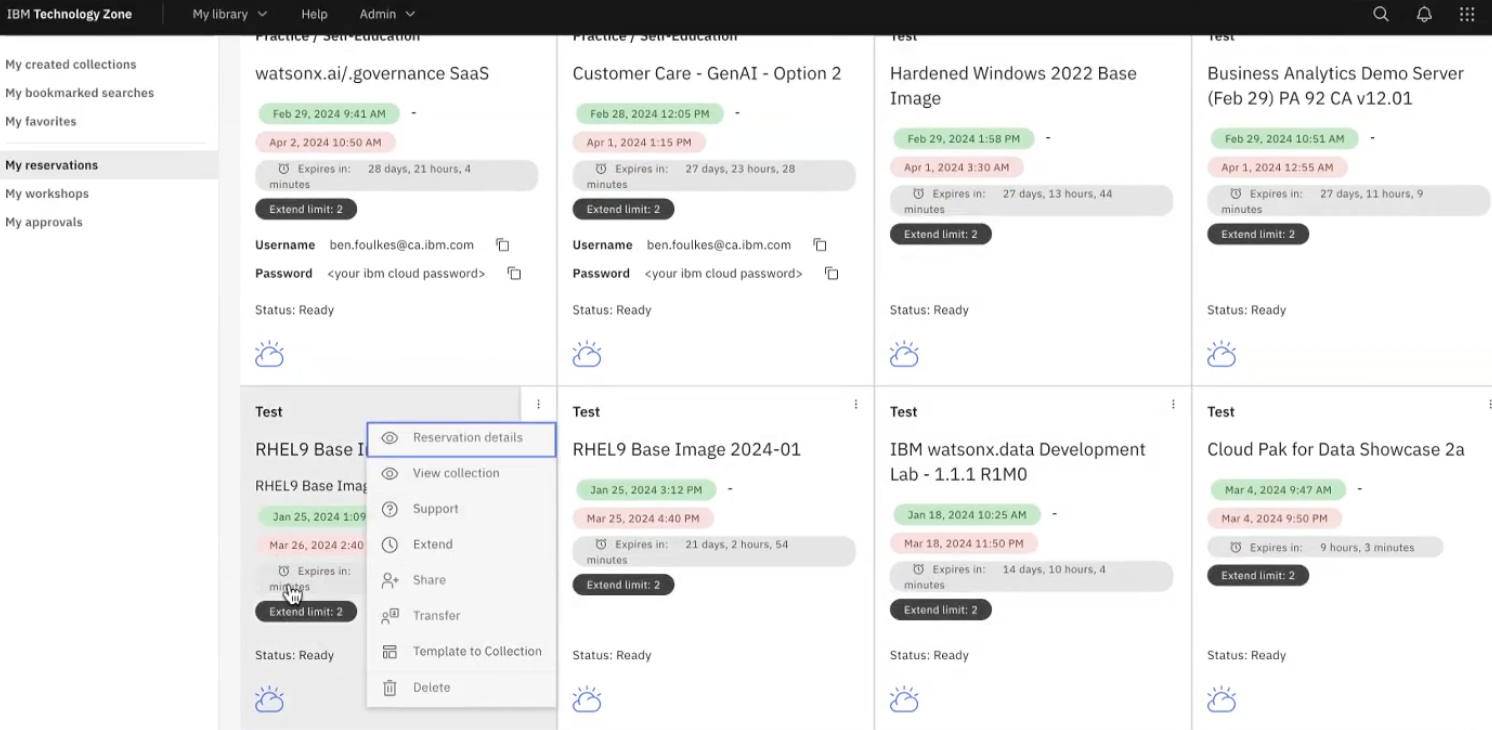 IBM Technology Zone
My library
Help
Admin
My created collections
My bookmarked searches
My favorites
My reservations
My workshops
My approvals
Practice / Self-Education
watsonx.ai/.governance SaaS
Feb 29, 2024 9:41 AM -
Apr 2, 2024 10:50 AM
Expires in: 28 days, 21 hours, 4
minutes
Extend limit: 2
Username ben.foulkes@ca.ibm.com
Password <your ibm cloud password>
Status: Ready
Practice / Self-Education
Customer Care - GenAI - Option 2
Feb 28, 2024 12:05 PM -
Apr 1, 2024 1:15 PM
Expires in: 27 days, 23 hours, 28
minutes
Extend limit: 2
Username ben.foulkes@ca.ibm.com
Password <your ibm cloud password>
Status: Ready
Test
Hardened Windows 2022 Base
Image
Feb 29, 2024 1:58 PM -
Apr 1, 2024 3:30 AM
Expires in: 27 days, 13 hours, 44
minutes
Extend limit: 2
Status: Ready
Test
Business Analytics Demo Server
(Feb 29) PA 92 CA v12.01
Feb 29, 2024 10:51 AM -
Apr 1, 2024 12:55 AM
Expires in: 27 days, 11 hours, 9
minutes
Extend limit: 2
Status: Ready
Test
RHEL9 Base
RHEL9 Base
Jan 25, 2024 1:09
Mar 26, 2024 2:40
Expires in:
minutes
Extend limit: 2
Status: Ready
Reservation details
View collection
Support
Extend
Share
Transfer
Template to Collection
Delete
Test
RHEL9 Base Image 2024-01
Jan 25, 2024 3:12 PM -
Mar 25, 2024 4:40 PM
Expires in: 21 days, 2 hours, 54
minutes
Extend limit: 2
Status: Ready
Test
IBM watsonx.data Development
Lab - 1.1.1 R1M0
Jan 18, 2024 10:25 AM -
Mar 18, 2024 11:50 PM
Expires in: 14 days, 10 hours, 4
minutes
Extend limit: 2
Status: Ready
Test
Cloud Pak for Data Showcase 2a
Mar 4, 2024 9:47 AM -
Mar 4, 2024 9:50 PM
Expires in: 9 hours, 3 minutes
Extend limit: 2
Status: Ready